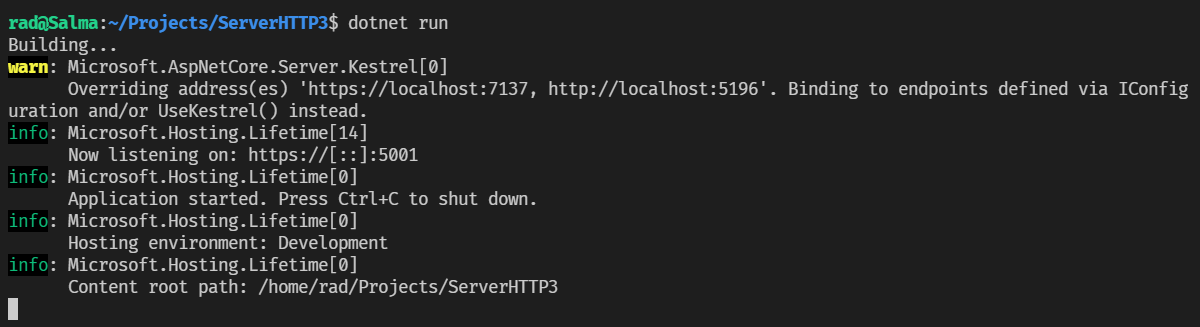 rad@Salma:~/Projects/ServerHTTP3$ dotnet run
Building...
warn: Microsoft.AspNetCore.Server.Kestrel[0]
      Overriding address(es) 'https://localhost:7137, http://localhost:5196'. Binding to endpoints defined via IConfig
uration and/or UseKestrel() instead.
info: Microsoft.Hosting.Lifetime[14]
      Now listening on: https://[::]:5001
info: Microsoft.Hosting.Lifetime[0]
      Application started. Press Ctrl+C to shut down.
info: Microsoft.Hosting.Lifetime[0]
      Hosting environment: Development
info: Microsoft.Hosting.Lifetime[0]
      Content root path: /home/rad/Projects/ServerHTTP3